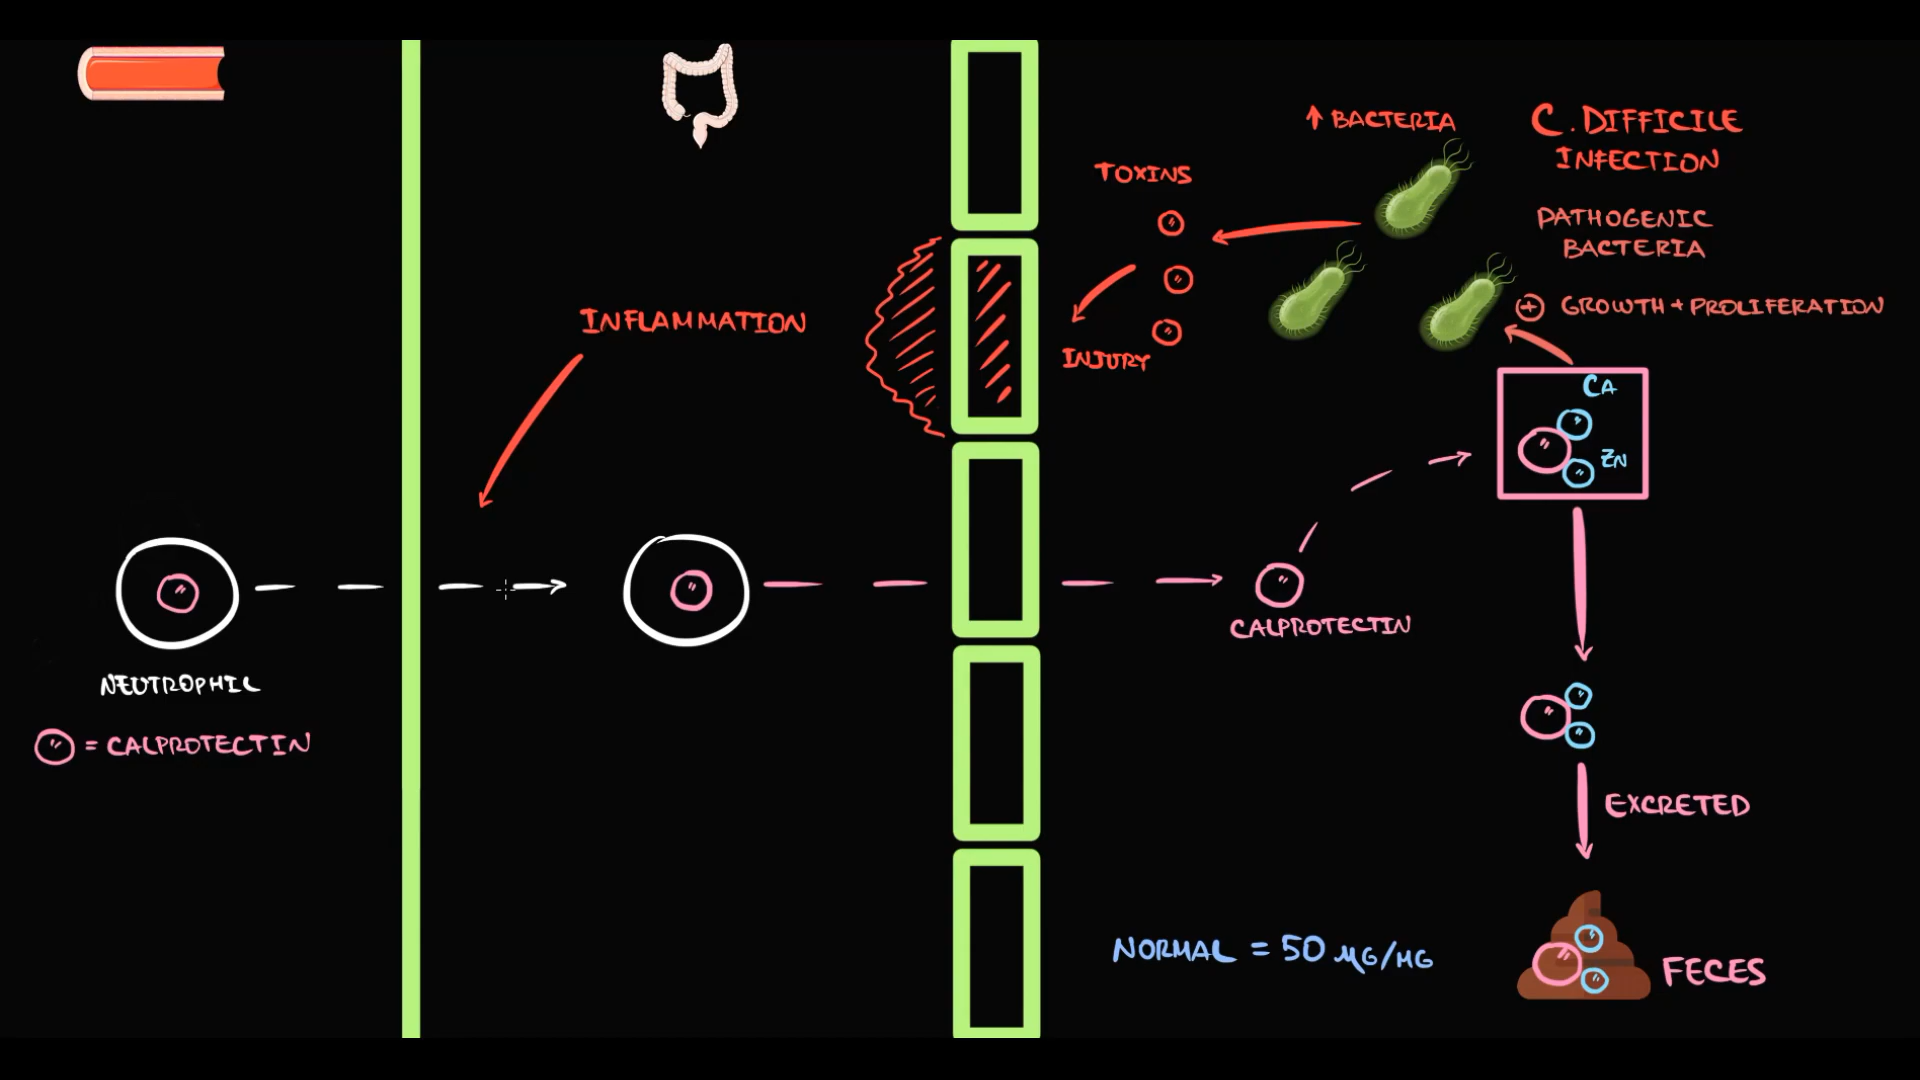 ↑ BACTERIA
C. DIFFICILE
INFECTION
TOXINS
PATHOGENIC
BACTERIA
INFLAMMATION
INJURY
+ GROWTH + PROLIFERATION
CA
ZN
CALPROTECTIN
NEUTROPHIL
= CALPROTECTIN
EXCRETED
NORMAL = 50 μG/MG
FECES